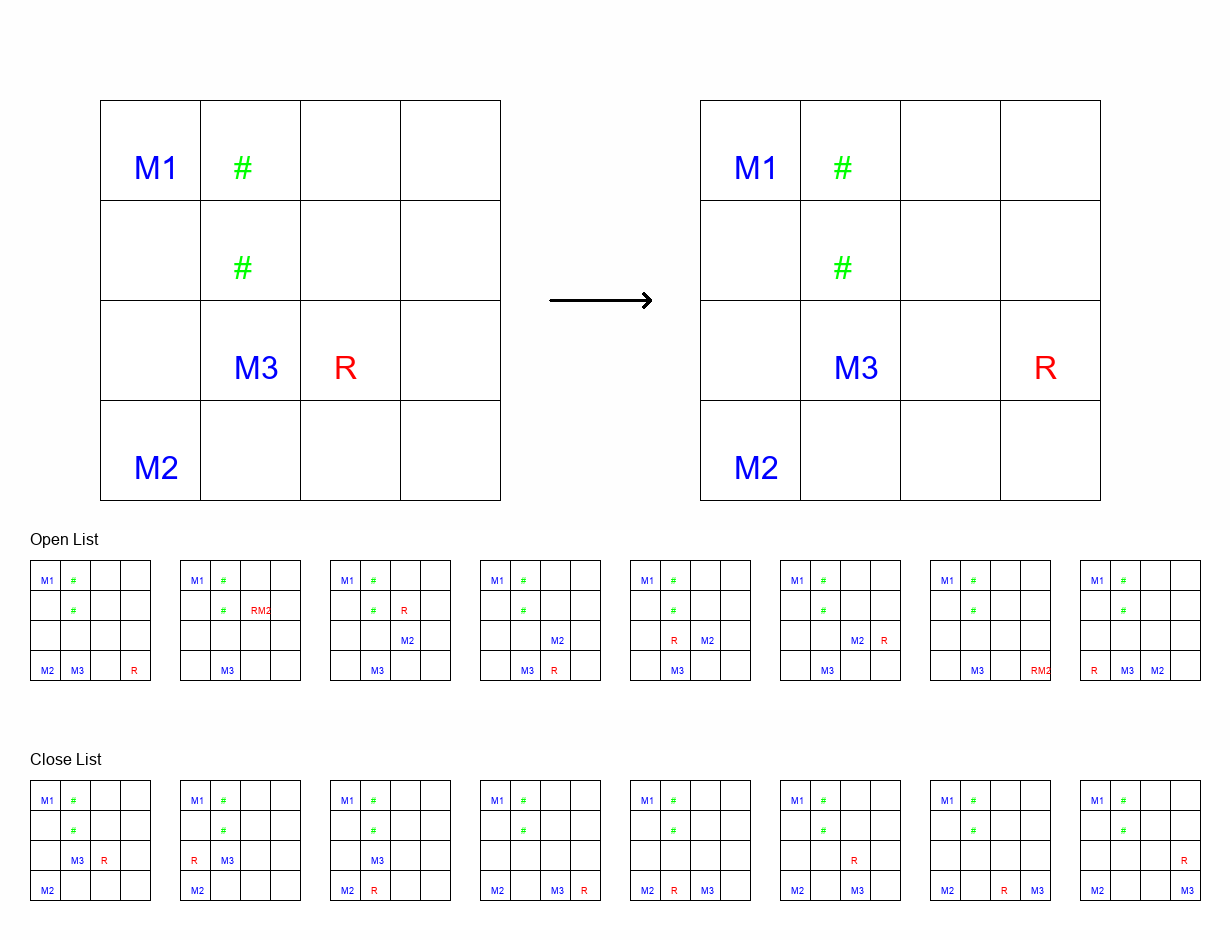 M1 # M1 #
# #
M3 R M3 R
M2 M2
Open List
M1 # M1 # M1 # M1 # M1 # M1 # M1 # M1 #
# # RM2 # R # # # # #
M2 M2 R M2 M2 R
M2 M3 R M3 M3 M3 R M3 M3 M3 RM2 R M3 M2
Close List
M1 # M1 # M1 # M1 # M1 # M1 # M1 # M1 #
# # # # # # # #
M3 R R M3 M3 R R
M2 M2 M2 R M2 M3 R M2 R M3 M2 M3 M2 R M3 M2 M3